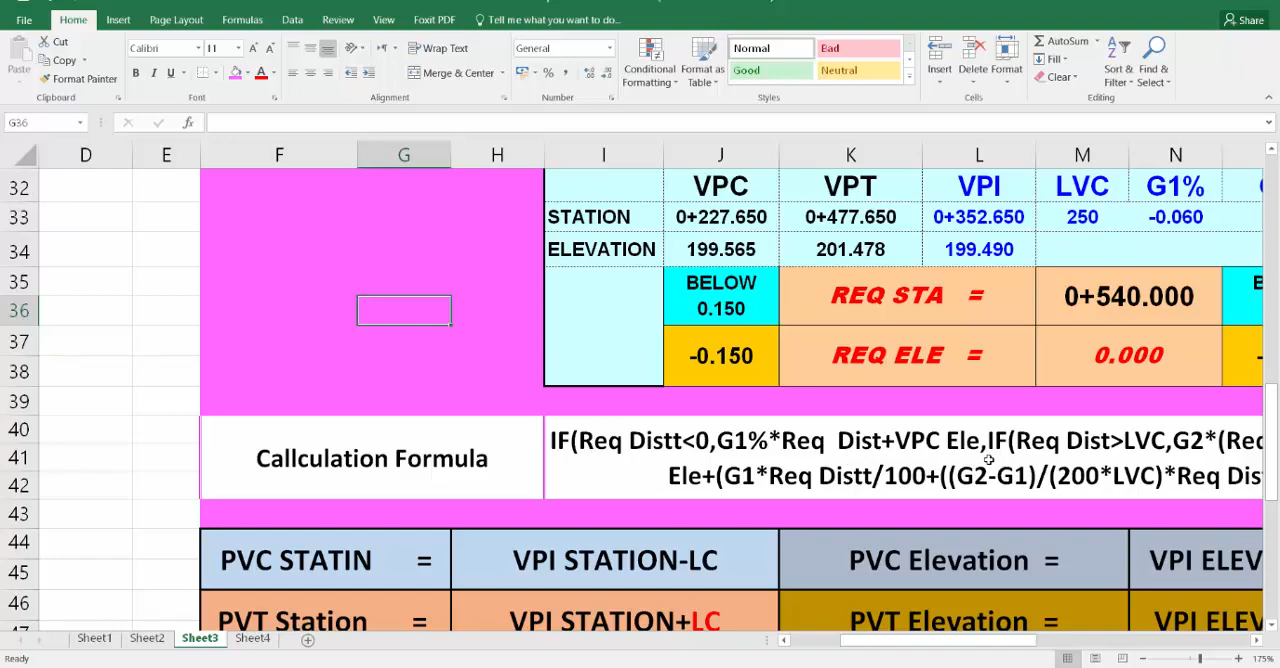 File Home Insert Page Layout Formulas Data Review View Foxit PDF Tell me what you want to do... Share
Cut Calibri 11 Wrap Text General Normal Bad AutoSum
Paste Copy Conditional Formatting Format as Table Insert Delete Format Fill Sort & Filter Find & Select
Format Painter B I U Merge & Center % Good Neutral Clear
Clipboard Font Alignment Number Styles Cells Editing
G36 fx
D E F G H I J K L M N
32 VPC VPT VPI LVC G1%
33 STATION 0+227.650 0+477.650 0+352.650 250 -0.060
34 ELEVATION 199.565 201.478 199.490
35 BELOW
36 0.150 REQ STA = 0+540.000
37 -0.150 REQ ELE = 0.000
38
39
40 IF(Req Distt<0,G1%*Req Dist+VPC Ele,IF(Req Dist>LVC,G2*(Req
41 Callculation Formula
42 Ele+(G1*Req Distt/100+((G2-G1)/(200*LVC)*Req Dis
43
44
45 PVC STATIN = VPI STATION-LC PVC Elevation = VPI ELEV
46 PVT Station = VPI STATION+LC PVT Elevation = VPI ELEV
47
Sheet1 Sheet2 Sheet3 Sheet4
Ready 175%